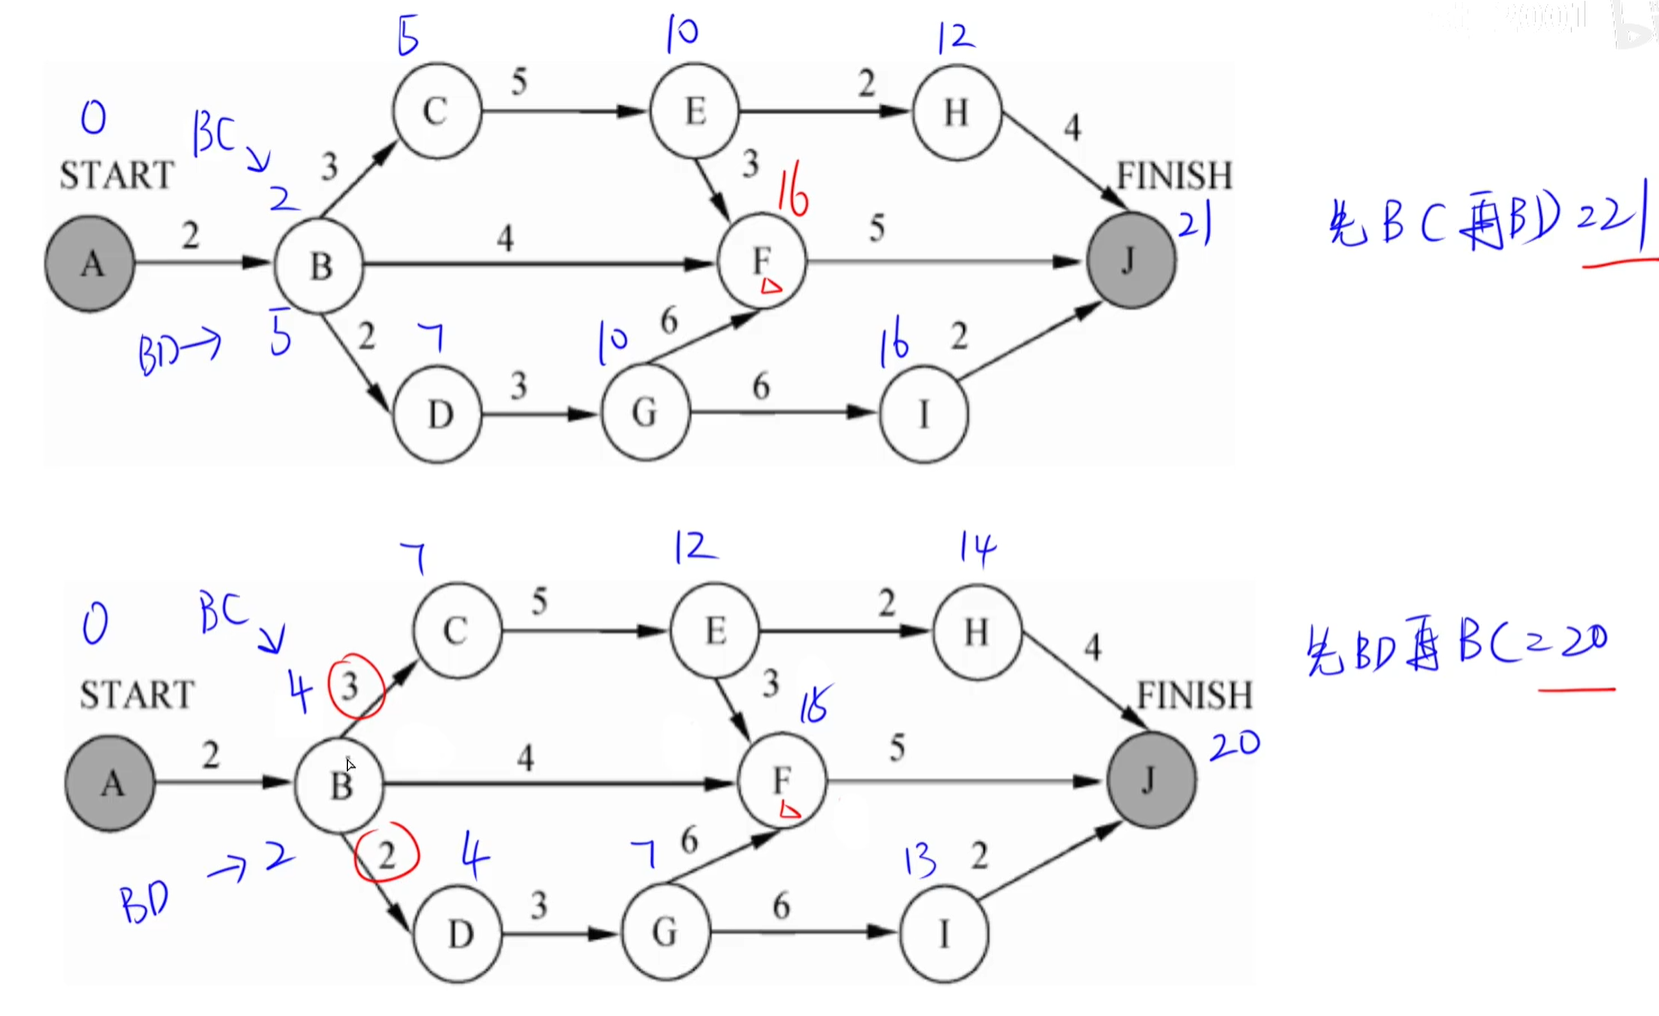 5 10 12
C 5 E 2 H
0 BC 3 4
START 2 3 16 FINISH
A 2 B 4 F 5 J 21
先BC再BD=21
BD→ 5 2 7 10 6 16 2
D 3 G 6 I
7 12 14
C 5 E 2 H
0 BC 3 4
START 4 3 15 FINISH
A 2 B 4 F 5 J 20
先BD再BC=20
BD →2 2 4 7 6 13 2
D 3 G 6 I